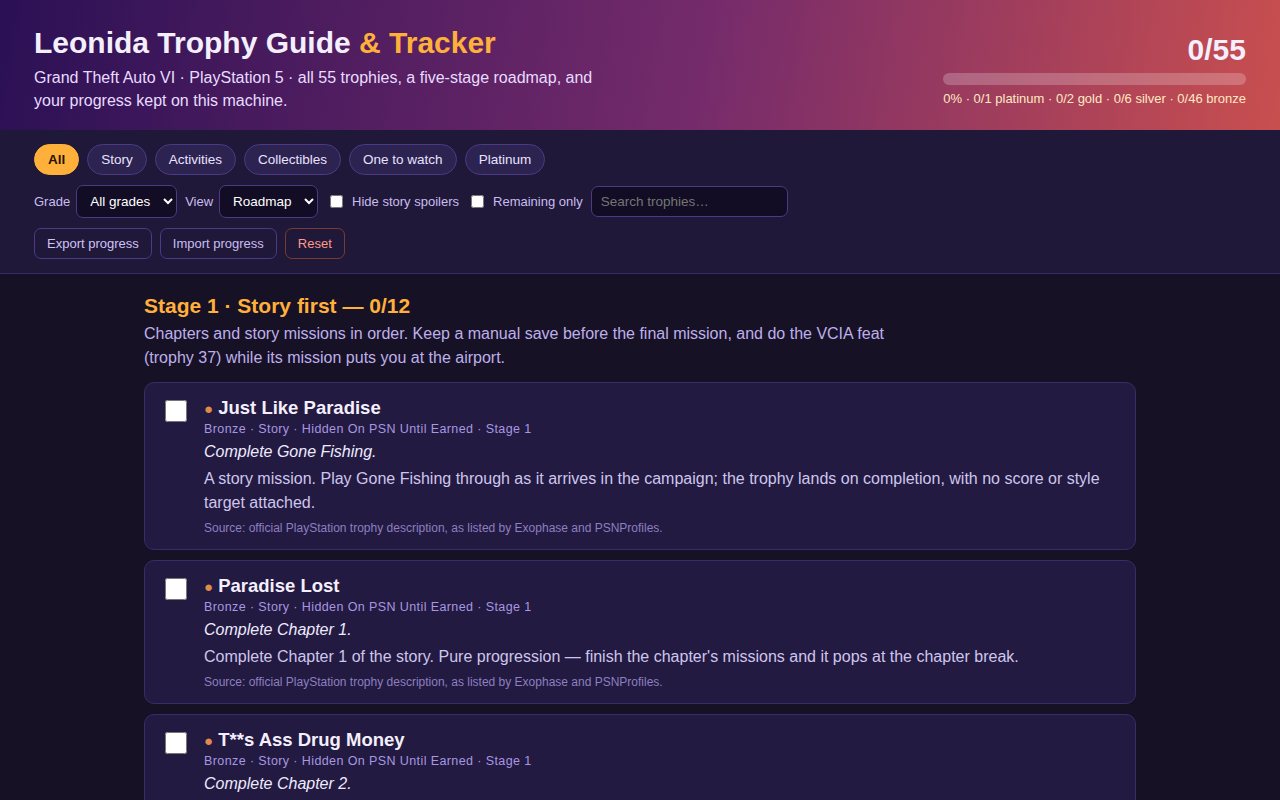 Leonida Trophy Guide & Tracker
Grand Theft Auto VI · PlayStation 5 · all 55 trophies, a five-stage roadmap, and
your progress kept on this machine.
0/55
0% · 0/1 platinum · 0/2 gold · 0/6 silver · 0/46 bronze
All Story Activities Collectibles One to watch Platinum
Grade All grades View Roadmap Hide story spoilers Remaining only Search trophies…
Export progress Import progress Reset
Stage 1 · Story first — 0/12
Chapters and story missions in order. Keep a manual save before the final mission, and do the VCIA feat
(trophy 37) while its mission puts you at the airport.
Just Like Paradise
Bronze · Story · Hidden On PSN Until Earned · Stage 1
Complete Gone Fishing.
A story mission. Play Gone Fishing through as it arrives in the campaign; the trophy lands on completion, with no score or style
target attached.
Source: official PlayStation trophy description, as listed by Exophase and PSNProfiles.
Paradise Lost
Bronze · Story · Hidden On PSN Until Earned · Stage 1
Complete Chapter 1.
Complete Chapter 1 of the story. Pure progression — finish the chapter's missions and it pops at the chapter break.
Source: official PlayStation trophy description, as listed by Exophase and PSNProfiles.
T**s Ass Drug Money
Bronze · Story · Hidden On PSN Until Earned · Stage 1
Complete Chapter 2.